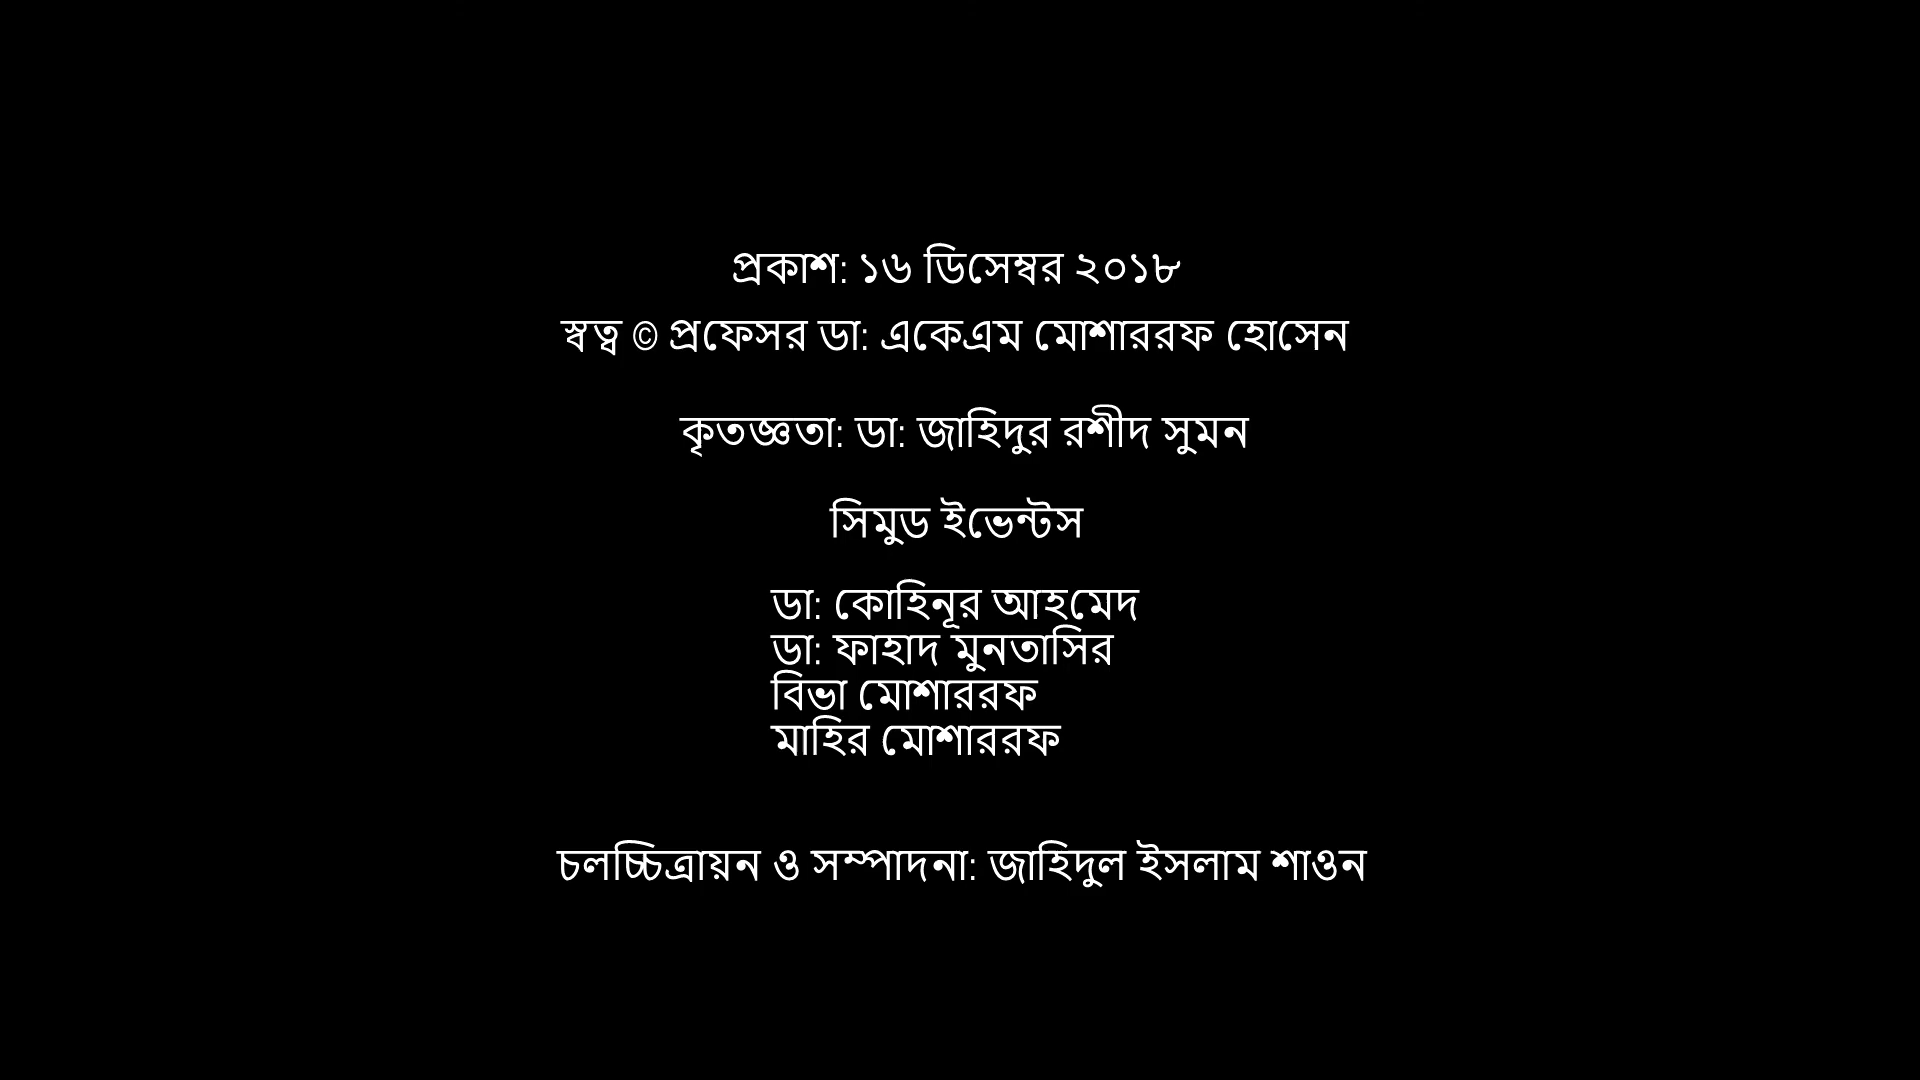 প্রকাশ: ১৬ ডিসেম্বর ২০১৮
স্বত্ব © প্রফেসর ডা: একেএম মোশাররফ হোসেন
কৃতজ্ঞতা: ডা: জাহিদুর রশীদ সুমন
সিমুড ইভেন্টস
ডা: কোহিনূর আহমেদ
ডা: ফাহাদ মুনতাসির
বিভা মোশাররফ
মাহির মোশাররফ
চলচ্চিত্রায়ন ও সম্পাদনা: জাহিদুল ইসলাম শাওন